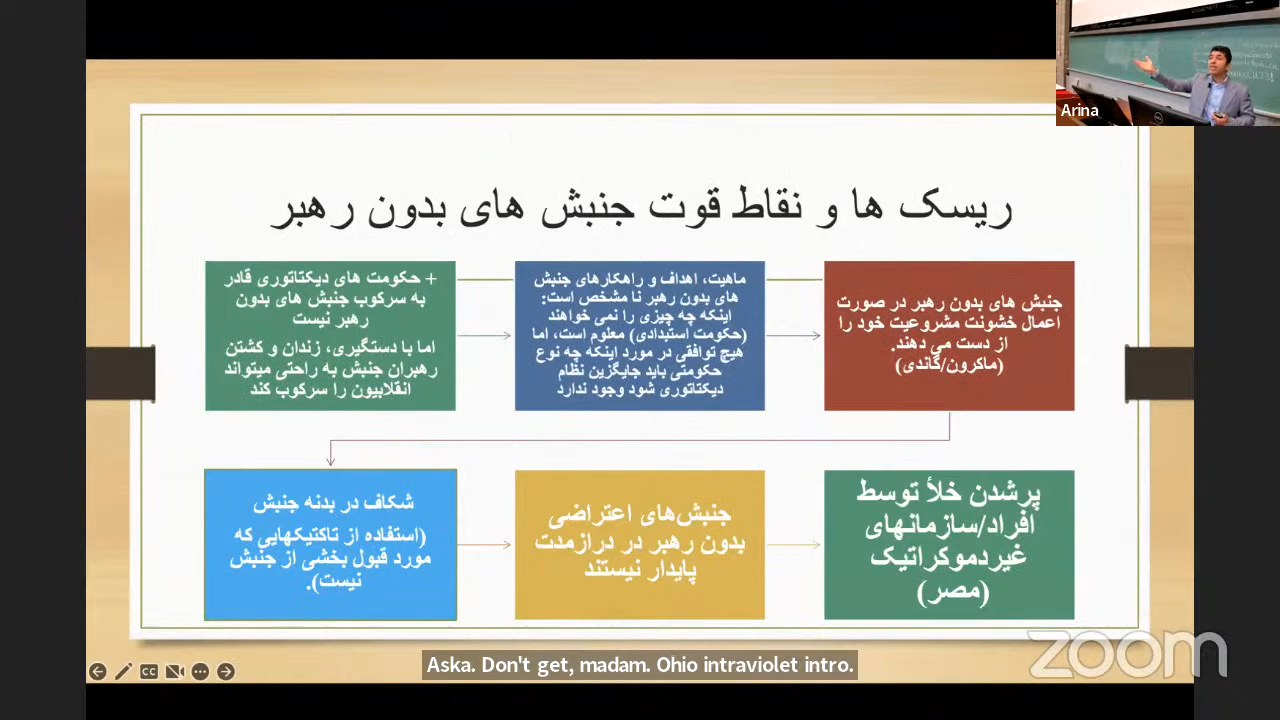 Arina
ریسک ها و نقاط قوت جنبش های بدون رهبر
+ حکومت های دیکتاتوری قادر
به سرکوب جنبش های بدون
رهبر نیست
اما با دستگیری، زندان و کشتن
رهبران جنبش به راحتی میتواند
انقلابیون را سرکوب کند
ماهیت، اهداف و راهکارهای جنبش
های بدون رهبر نا مشخص است:
اینکه چه چیزی را نمی خواهند
(حکومت استبدادی) معلوم است، اما
هیچ توافقی در مورد اینکه چه نوع
حکومتی باید جایگزین نظام
دیکتاتوری شود وجود ندارد
جنبش های بدون رهبر در صورت
اعمال خشونت مشروعیت خود را
از دست می دهند.
(ماکرون/گاندی)
شکاف در بدنه جنبش
(استفاده از تاکتیکهایی که
مورد قبول بخشی از جنبش
نیست).
جنبش‌های اعتراضی
بدون رهبر در درازمدت
پایدار نیستند
پرشدن خلأ توسط
افراد/سازمانهای
غیردموکراتیک
(مصر)
Aska. Don't get, madam. Ohio intraviolet intro.
CC
zoom